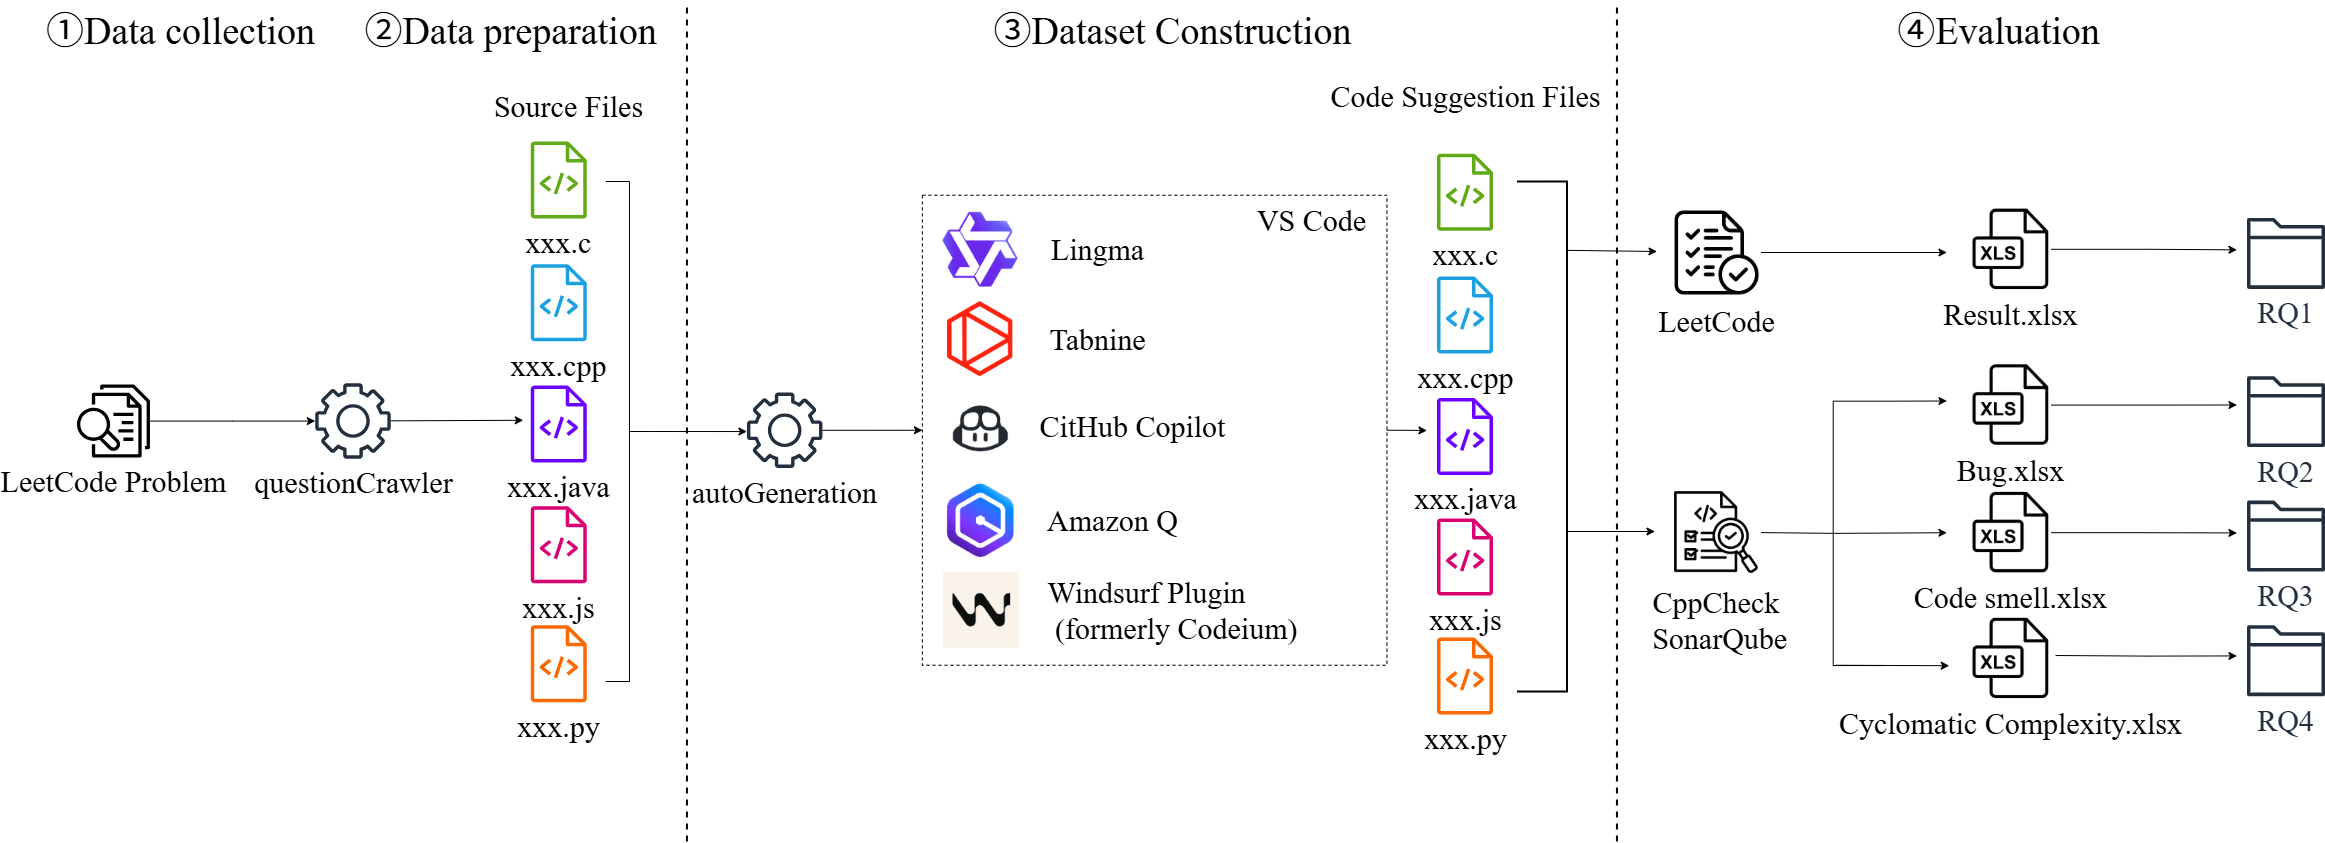 ①Data collection
②Data preparation
③Dataset Construction
④Evaluation
Source Files
xxx.c
xxx.cpp
xxx.java
xxx.js
xxx.py
LeetCode Problem
questionCrawler
autoGeneration
VS Code
Lingma
Tabnine
CitHub Copilot
Amazon Q
Windsurf Plugin
(formerly Codeium)
Code Suggestion Files
xxx.c
xxx.cpp
xxx.java
xxx.js
xxx.py
LeetCode
CppCheck
SonarQube
XLS
Result.xlsx
RQ1
XLS
Bug.xlsx
RQ2
XLS
Code smell.xlsx
RQ3
XLS
Cyclomatic Complexity.xlsx
RQ4